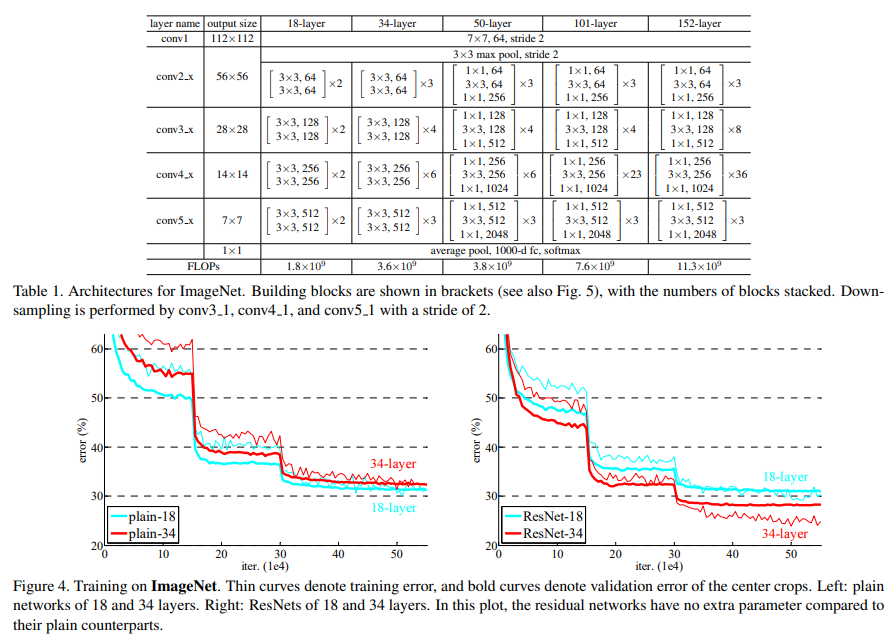 layer name output size 18-layer 34-layer 50-layer 101-layer 152-layer
conv1 112×112 7×7, 64, stride 2
3×3 max pool, stride 2
conv2_x 56×56 [3×3, 64 3×3, 64]×2 [3×3, 64 3×3, 64]×3 [1×1, 64 3×3, 64 1×1, 256]×3 [1×1, 64 3×3, 64 1×1, 256]×3 [1×1, 64 3×3, 64 1×1, 256]×3
conv3_x 28×28 [3×3, 128 3×3, 128]×2 [3×3, 128 3×3, 128]×4 [1×1, 128 3×3, 128 1×1, 512]×4 [1×1, 128 3×3, 128 1×1, 512]×4 [1×1, 128 3×3, 128 1×1, 512]×8
conv4_x 14×14 [3×3, 256 3×3, 256]×2 [3×3, 256 3×3, 256]×6 [1×1, 256 3×3, 256 1×1, 1024]×6 [1×1, 256 3×3, 256 1×1, 1024]×23 [1×1, 256 3×3, 256 1×1, 1024]×36
conv5_x 7×7 [3×3, 512 3×3, 512]×2 [3×3, 512 3×3, 512]×3 [1×1, 512 3×3, 512 1×1, 2048]×3 [1×1, 512 3×3, 512 1×1, 2048]×3 [1×1, 512 3×3, 512 1×1, 2048]×3
1×1 average pool, 1000-d fc, softmax
FLOPs 1.8×10⁹ 3.6×10⁹ 3.8×10⁹ 7.6×10⁹ 11.3×10⁹
Table 1. Architectures for ImageNet. Building blocks are shown in brackets (see also Fig. 5), with the numbers of blocks stacked. Down-
sampling is performed by conv3_1, conv4_1, and conv5_1 with a stride of 2.
60
50
40
30
20
error (%)
34-layer
18-layer
plain-18
plain-34
0 10 20 30 40 50
iter. (1e4)
60
50
40
30
20
error (%)
18-layer
34-layer
ResNet-18
ResNet-34
0 10 20 30 40 50
iter. (1e4)
Figure 4. Training on ImageNet. Thin curves denote training error, and bold curves denote validation error of the center crops. Left: plain
networks of 18 and 34 layers. Right: ResNets of 18 and 34 layers. In this plot, the residual networks have no extra parameter compared to
their plain counterparts.